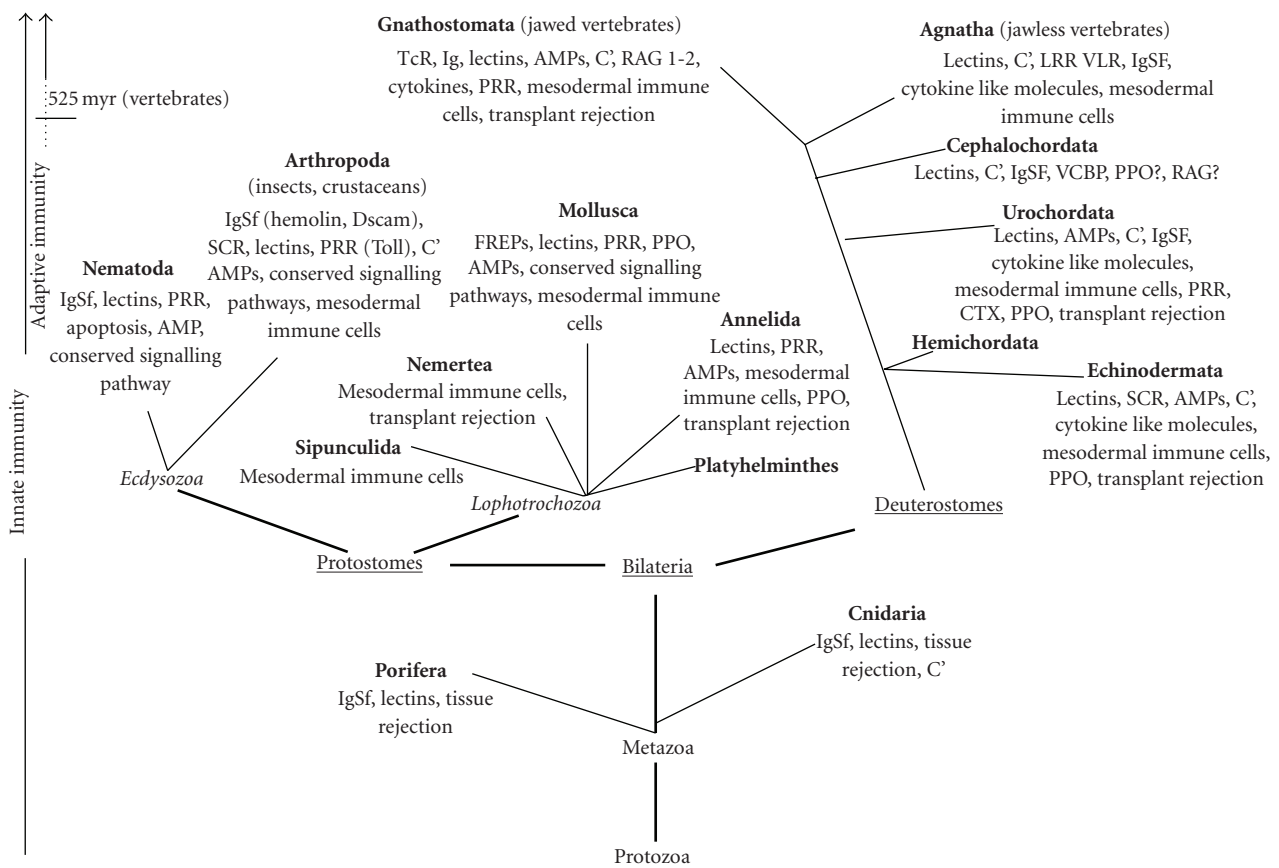 Gnathostomata (jawed vertebrates)
TcR, Ig, lectins, AMPs, C’, RAG 1-2,
cytokines, PRR, mesodermal immune
cells, transplant rejection
Agnatha (jawless vertebrates)
Lectins, C’, LRR VLR, IgSF,
cytokine like molecules, mesodermal
immune cells
525 myr (vertebrates)
Adaptive immunity
Innate immunity
Cephalochordata
Lectins, C’, IgSF, VCBP, PPO?, RAG?
Arthropoda
(insects, crustaceans)
IgSf (hemolin, Dscam),
SCR, lectins, PRR (Toll), C’
AMPs, conserved signalling
pathways, mesodermal
immune cells
Mollusca
FREPs, lectins, PRR, PPO,
AMPs, conserved signalling
pathways, mesodermal immune
cells
Urochordata
Lectins, AMPs, C’, IgSF,
cytokine like molecules,
mesodermal immune cells, PRR,
CTX, PPO, transplant rejection
Nematoda
IgSf, lectins, PRR,
apoptosis, AMP,
conserved signalling
pathway
Annelida
Lectins, PRR,
AMPs, mesodermal
immune cells, PPO,
transplant rejection
Hemichordata
Nemertea
Mesodermal immune cells,
transplant rejection
Echinodermata
Lectins, SCR, AMPs, C’,
cytokine like molecules,
mesodermal immune cells,
PPO, transplant rejection
Sipunculida
Mesodermal immune cells
Platyhelminthes
Ecdysozoa
Lophotrochozoa
Deuterostomes
Protostomes
Bilateria
Cnidaria
IgSf, lectins, tissue
rejection, C’
Porifera
IgSf, lectins, tissue
rejection
Metazoa
Protozoa